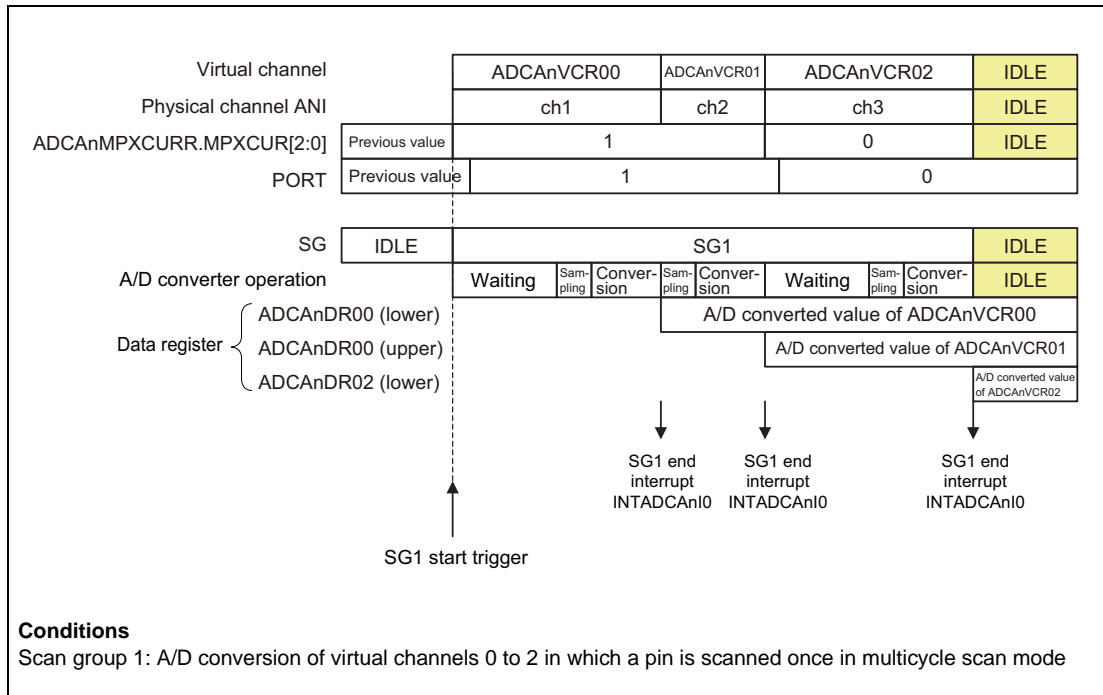 Virtual channel ADCAnVCR00 ADCAnVCR01 ADCAnVCR02 IDLE
Physical channel ANI ch1 ch2 ch3 IDLE
ADCAnMPXCURR.MPXCUR[2:0] Previous value 1 0 IDLE
PORT Previous value 1 0
SG IDLE SG1 IDLE
A/D converter operation Waiting Sam- Conver- Sam- Conver- Waiting Sam- Conver- IDLE
pling sion pling sion pling sion
ADCAnDR00 (lower) A/D converted value of ADCAnVCR00
Data register ADCAnDR00 (upper) A/D converted value of ADCAnVCR01
ADCAnDR02 (lower) A/D converted value
of ADCAnVCR02
SG1 end SG1 end SG1 end
interrupt interrupt interrupt
INTADCAnI0 INTADCAnI0 INTADCAnI0
SG1 start trigger
Conditions
Scan group 1: A/D conversion of virtual channels 0 to 2 in which a pin is scanned once in multicycle scan mode